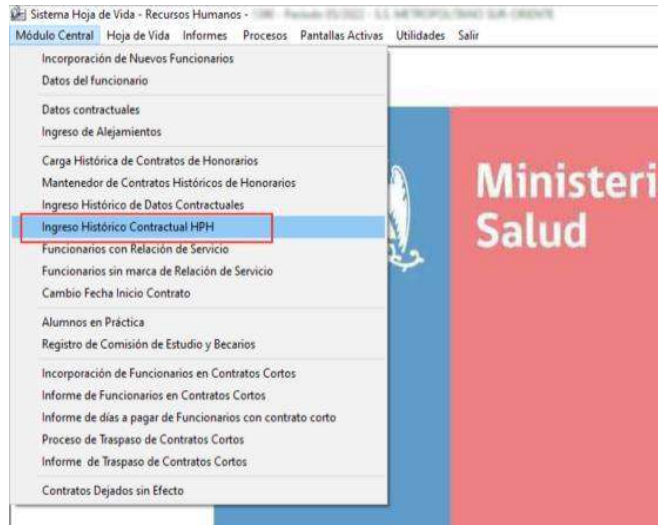 Sistema Hoja de Vida - Recursos Humanos - Periodo 05/2022 - S.S. METROPOLITANO SUR-ORIENTE
Módulo Central Hoja de Vida Informes Procesos Pantallas Activas Utilidades Salir
Incorporación de Nuevos Funcionarios
Datos del funcionario
Datos contractuales
Ingreso de Alejamientos
Carga Histórica de Contratos de Honorarios
Mantenedor de Contratos Históricos de Honorarios
Ingreso Histórico de Datos Contractuales
Ingreso Histórico Contractual HPH
Funcionarios con Relación de Servicio
Funcionarios sin marca de Relación de Servicio
Cambio Fecha Inicio Contrato
Alumnos en Práctica
Registro de Comisión de Estudio y Becarios
Incorporación de Funcionarios en Contratos Cortos
Informe de Funcionarios en Contratos Cortos
Informe de días a pagar de Funcionarios con contrato corto
Proceso de Traspaso de Contratos Cortos
Informe de Traspaso de Contratos Cortos
Contratos Dejados sin Efecto
Ministeri
Salud